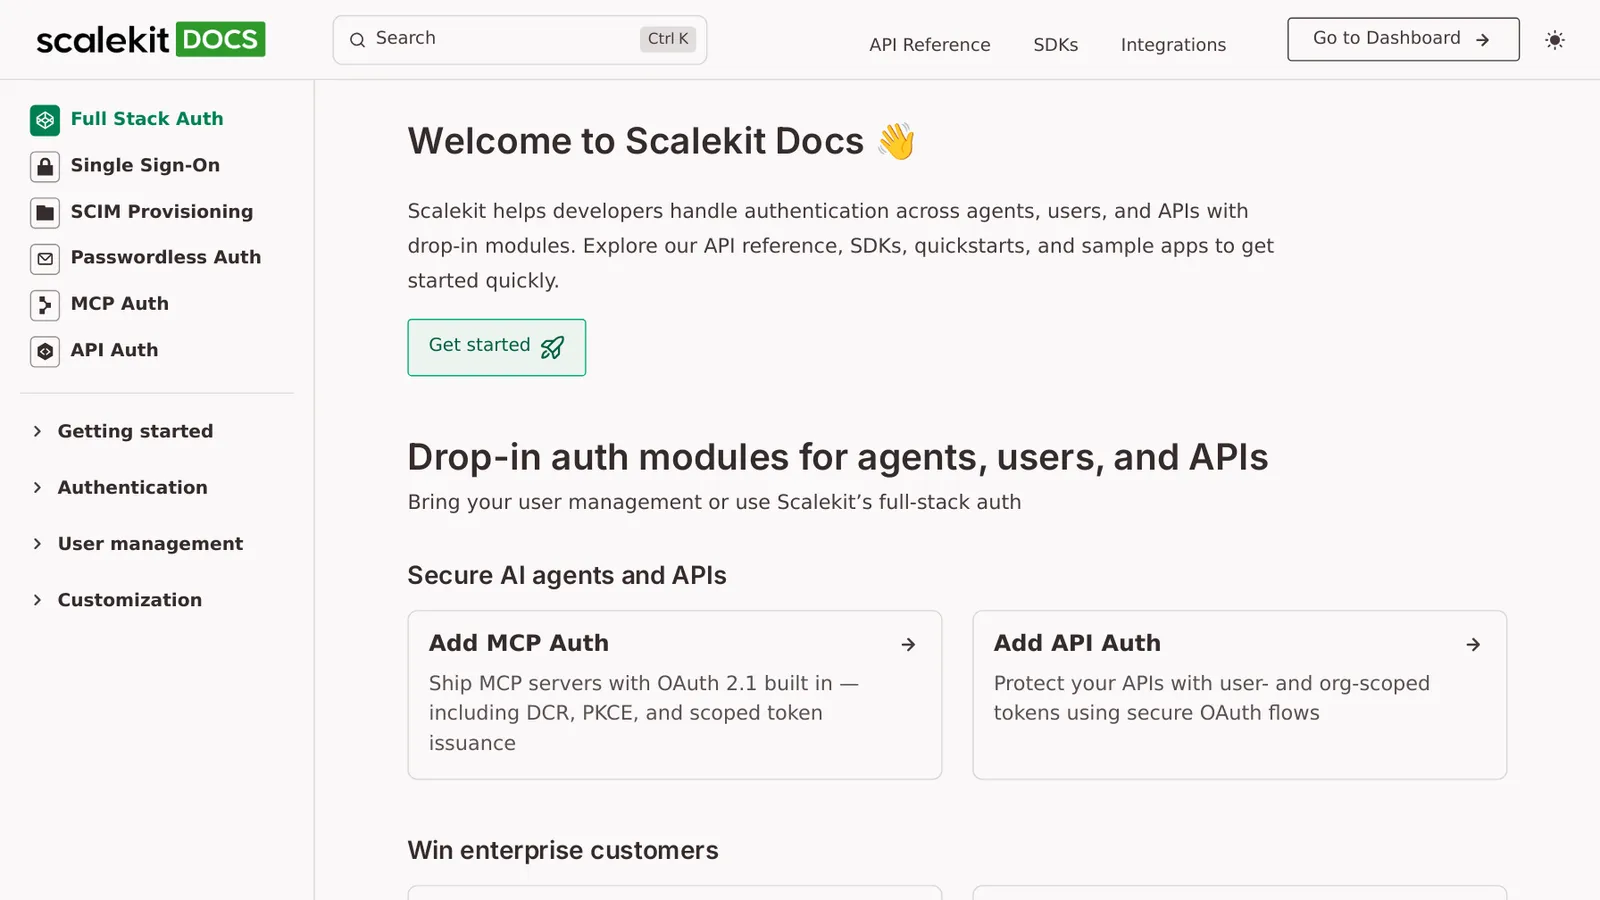 scalekit DOCS
Search
Ctrl K
API Reference
SDKs
Integrations
Go to Dashboard
Full Stack Auth
Single Sign-On
SCIM Provisioning
Passwordless Auth
MCP Auth
API Auth
Getting started
Authentication
User management
Customization
Welcome to Scalekit Docs 👋
Scalekit helps developers handle authentication across agents, users, and APIs with
drop-in modules. Explore our API reference, SDKs, quickstarts, and sample apps to get
started quickly.
Get started
Drop-in auth modules for agents, users, and APIs
Bring your user management or use Scalekit’s full-stack auth
Secure AI agents and APIs
Add MCP Auth
Ship MCP servers with OAuth 2.1 built in —
including DCR, PKCE, and scoped token
issuance
Add API Auth
Protect your APIs with user- and org-scoped
tokens using secure OAuth flows
Win enterprise customers